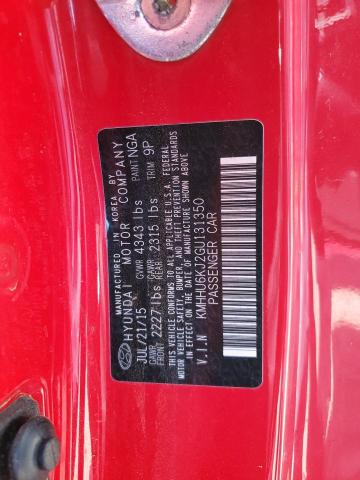 MANUFACTURED IN KOREA BY
HYUNDAI MOTOR COMPANY
JUL/21/15 GVWR 4343 lbs PAINT NGA
GAWR FRONT 2227 lbs GAWR REAR 2315 lbs TRIM 9P
THIS VEHICLE CONFORMS TO ALL APPLICABLE U.S.A. FEDERAL
MOTOR VEHICLE SAFETY, BUMPER, AND THEFT PREVENTION STANDARDS
IN EFFECT ON THE DATE OF MANUFACTURE SHOWN ABOVE.
V.I.N KMHHU6KJ2GU131350
PASSENGER CAR